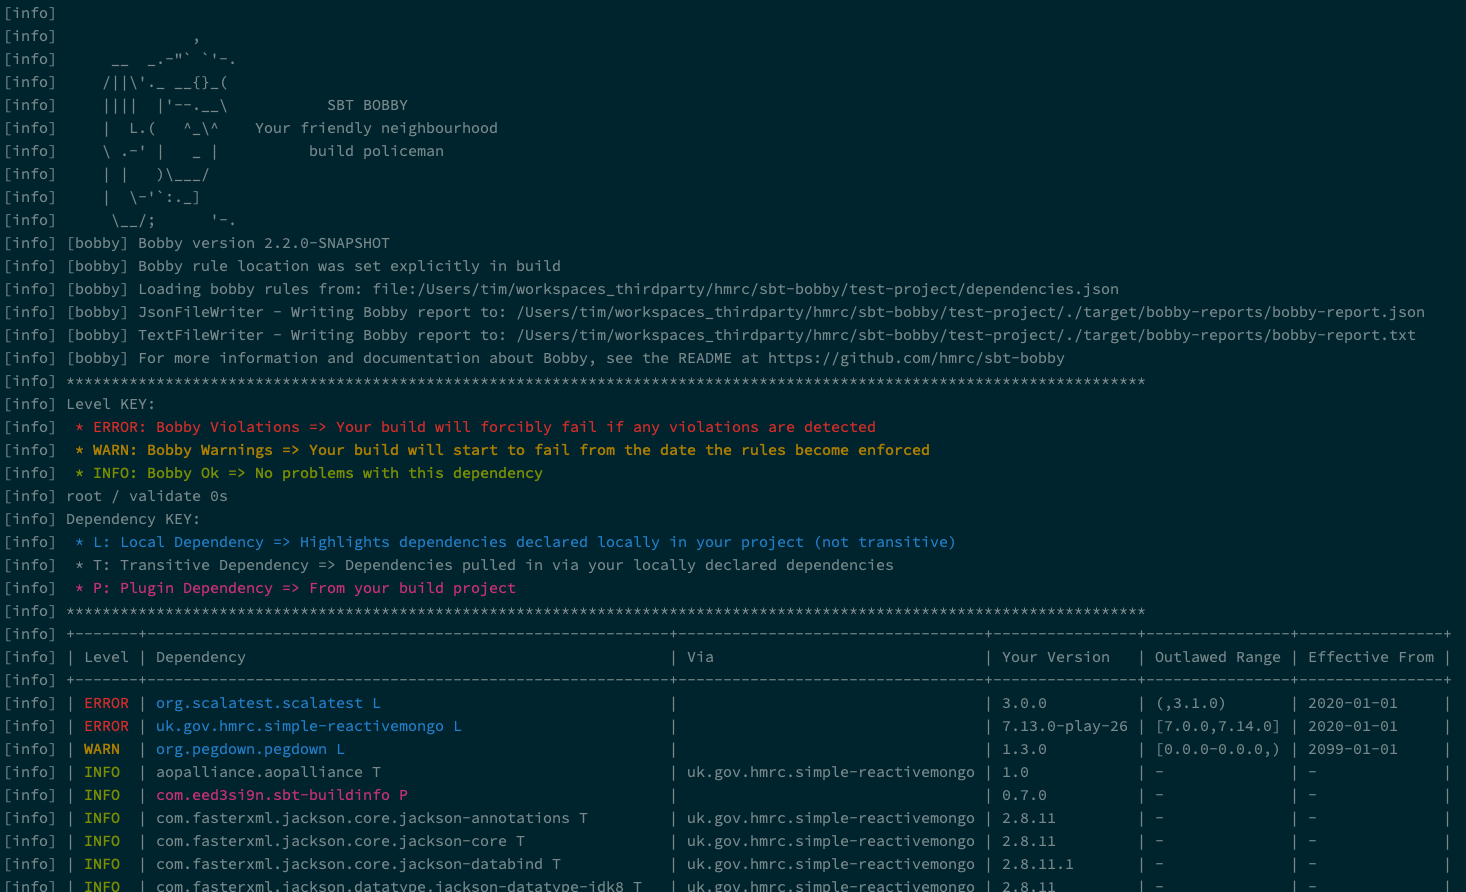 [info]
[info]                ,
[info]       __  _.-"` `'-.
[info]      /||\'._ __{}_(
[info]      ||||  |'--.__\           SBT BOBBY
[info]      |  L.(   ^_\^    Your friendly neighbourhood
[info]      \ .-' |   _ |          build policeman
[info]      | |   )\___/
[info]      |  \-'`:._]
[info]       \__/;      '-.
[info] [bobby] Bobby version 2.2.0-SNAPSHOT
[info] [bobby] Bobby rule location was set explicitly in build
[info] [bobby] Loading bobby rules from: file:/Users/tim/workspaces_thirdparty/hmrc/sbt-bobby/test-project/dependencies.json
[info] [bobby] JsonFileWriter - Writing Bobby report to: /Users/tim/workspaces_thirdparty/hmrc/sbt-bobby/test-project/./target/bobby-reports/bobby-report.json
[info] [bobby] TextFileWriter - Writing Bobby report to: /Users/tim/workspaces_thirdparty/hmrc/sbt-bobby/test-project/./target/bobby-reports/bobby-report.txt
[info] [bobby] For more information and documentation about Bobby, see the README at https://github.com/hmrc/sbt-bobby
[info] ************************************************************************************************************************
[info] Level KEY:
[info]  * ERROR: Bobby Violations => Your build will forcibly fail if any violations are detected
[info]  * WARN: Bobby Warnings => Your build will start to fail from the date the rules become enforced
[info]  * INFO: Bobby Ok => No problems with this dependency
[info] root / validate 0s
[info] Dependency KEY:
[info]  * L: Local Dependency => Highlights dependencies declared locally in your project (not transitive)
[info]  * T: Transitive Dependency => Dependencies pulled in via your locally declared dependencies
[info]  * P: Plugin Dependency => From your build project
[info] ************************************************************************************************************************
[info] +-------+----------------------------------------------------------+----------------------------------+----------------+----------------+----------------+
[info] | Level | Dependency                                               | Via                              | Your Version   | Outlawed Range | Effective From |
[info] +-------+----------------------------------------------------------+----------------------------------+----------------+----------------+----------------+
[info] | ERROR | org.scalatest.scalatest L                                |                                  | 3.0.0          | (,3.1.0)       | 2020-01-01     |
[info] | ERROR | uk.gov.hmrc.simple-reactivemongo L                       |                                  | 7.13.0-play-26 | [7.0.0,7.14.0] | 2020-01-01     |
[info] | WARN  | org.pegdown.pegdown L                                    |                                  | 1.3.0          | [0.0.0-0.0.0,) | 2099-01-01     |
[info] | INFO  | aopalliance.aopalliance T                                | uk.gov.hmrc.simple-reactivemongo | 1.0            | -              | -              |
[info] | INFO  | com.eed3si9n.sbt-buildinfo P                             |                                  | 0.7.0          | -              | -              |
[info] | INFO  | com.fasterxml.jackson.core.jackson-annotations T         | uk.gov.hmrc.simple-reactivemongo | 2.8.11         | -              | -              |
[info] | INFO  | com.fasterxml.jackson.core.jackson-core T                | uk.gov.hmrc.simple-reactivemongo | 2.8.11         | -              | -              |
[info] | INFO  | com.fasterxml.jackson.core.jackson-databind T            | uk.gov.hmrc.simple-reactivemongo | 2.8.11.1       | -              | -              |
[info] | INFO  | com.fasterxml.jackson.datatype.jackson-datatype-jdk8 T   | uk.gov.hmrc.simple-reactivemongo | 2.8.11         | -              | -              |